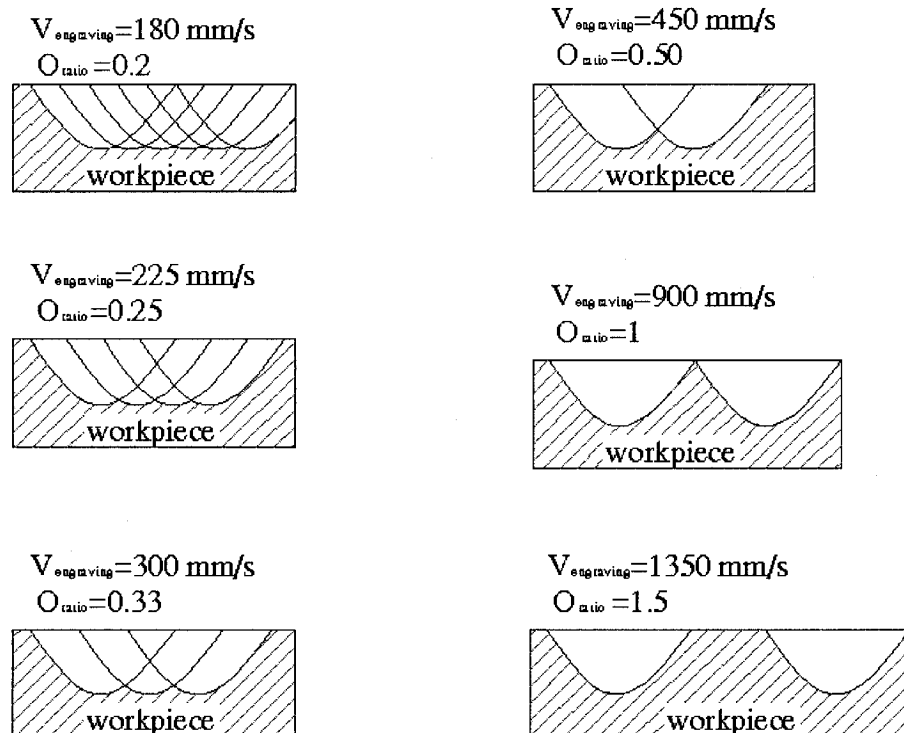 V engraving=180 mm/s
O ratio=0.2
workpiece
V engraving=225 mm/s
O ratio=0.25
workpiece
V engraving=300 mm/s
O ratio=0.33
workpiece
V engraving=450 mm/s
O ratio=0.50
workpiece
V engraving=900 mm/s
O ratio=1
workpiece
V engraving=1350 mm/s
O ratio=1.5
workpiece